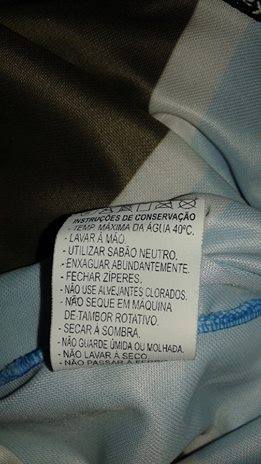 INSTRUÇÕES DE CONSERVAÇÃO
- TEMP. MÁXIMA DA ÁGUA 40ºC.
- LAVAR À MÃO.
- UTILIZAR SABÃO NEUTRO.
- ENXAGUAR ABUNDANTEMENTE.
- FECHAR ZÍPERES.
- NÃO USE ALVEJANTES CLORADOS.
- NÃO SEQUE EM MÁQUINA
DE TAMBOR ROTATIVO.
- SECAR À SOMBRA.
- NÃO GUARDE ÚMIDA OU MOLHADA.
- NÃO LAVAR À SECO.
- NÃO PASSAR À FERRO